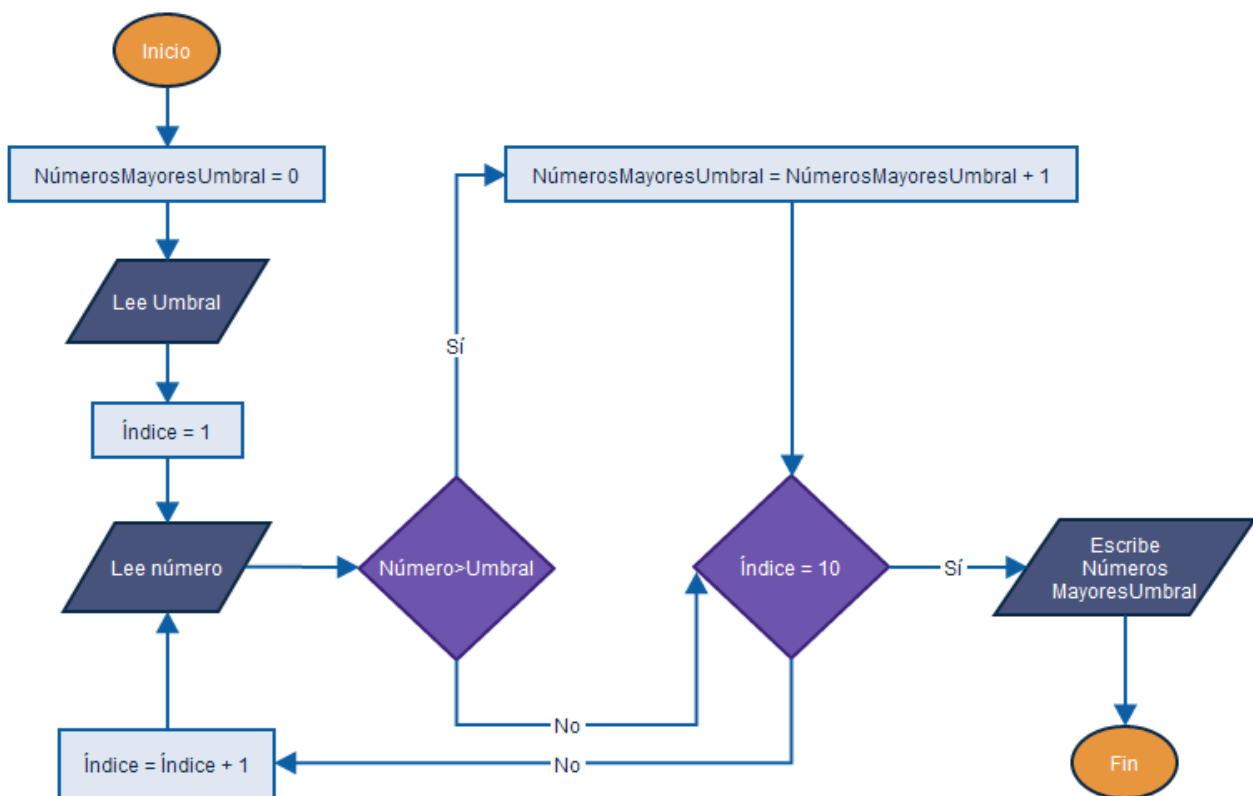 Inicio
NúmerosMayoresUmbral = 0
Lee Umbral
Índice = 1
Lee número
Número>Umbral
Sí
NúmerosMayoresUmbral = NúmerosMayoresUmbral + 1
No
Índice = 10
No
Índice = Índice + 1
Sí
Escribe
Números
MayoresUmbral
Fin